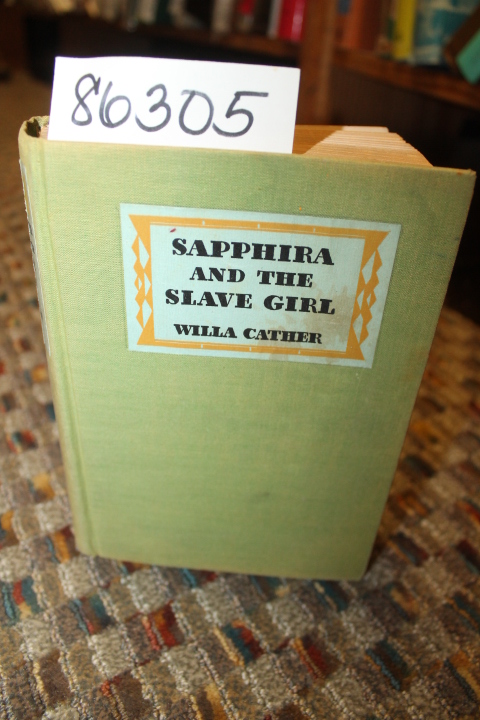 86305
SAPPHIRA
AND THE
SLAVE GIRL
WILLA CATHER